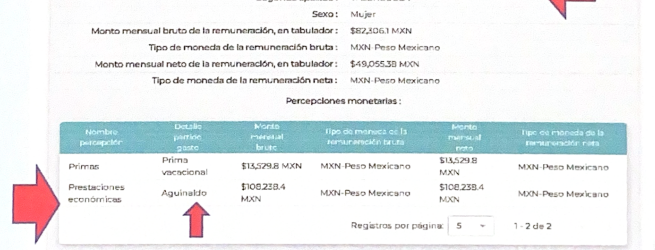 Sexo: Mujer
Monto mensual bruto de la remuneración, en tabulador: $82,306.1 MXN
Tipo de moneda de la remuneración bruta: MXN-Peso Mexicano
Monto mensual neto de la remuneración, en tabulador: $49,055.38 MXN
Tipo de moneda de la remuneración neta: MXN-Peso Mexicano
Percepciones monetarias:
Nombre percepción
Detalle partida gasto
Monto mensual bruto
Tipo de moneda de la remuneración bruta
Monto mensual neto
Tipo de moneda de la remuneración neta
Primas
Prima vacacional
$13,529.8 MXN
MXN-Peso Mexicano
$13,529.8 MXN
MXN-Peso Mexicano
Prestaciones económicas
Aguinaldo
$108,238.4 MXN
MXN-Peso Mexicano
$108,238.4 MXN
MXN-Peso Mexicano
Registros por página: 5
1 - 2 de 2